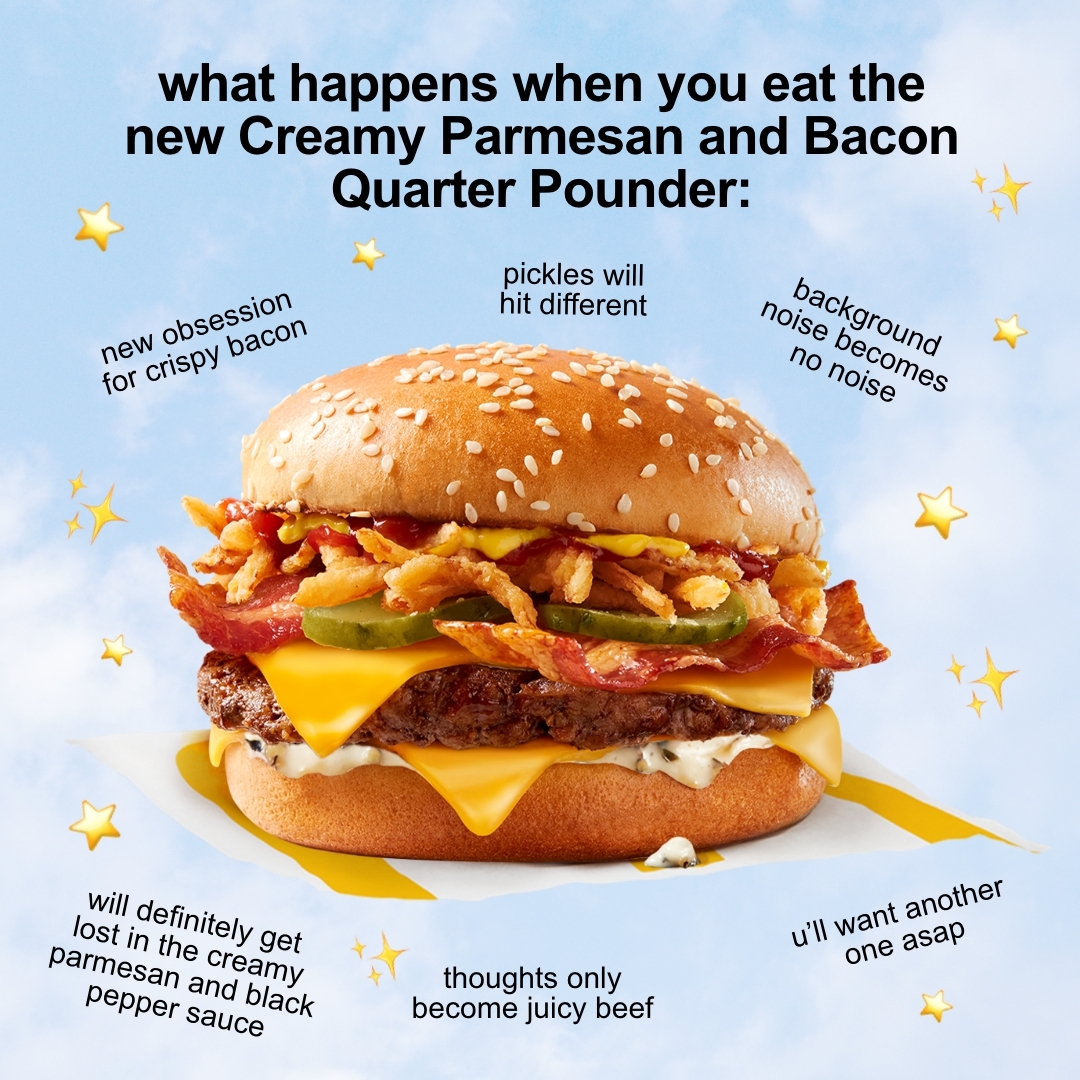 what happens when you eat the
new Creamy Parmesan and Bacon
Quarter Pounder:
pickles will
hit different
new obsession
for crispy bacon
background
noise becomes
no noise
will definitely get
lost in the creamy
parmesan and black
pepper sauce
thoughts only
become juicy beef
u’ll want another
one asap